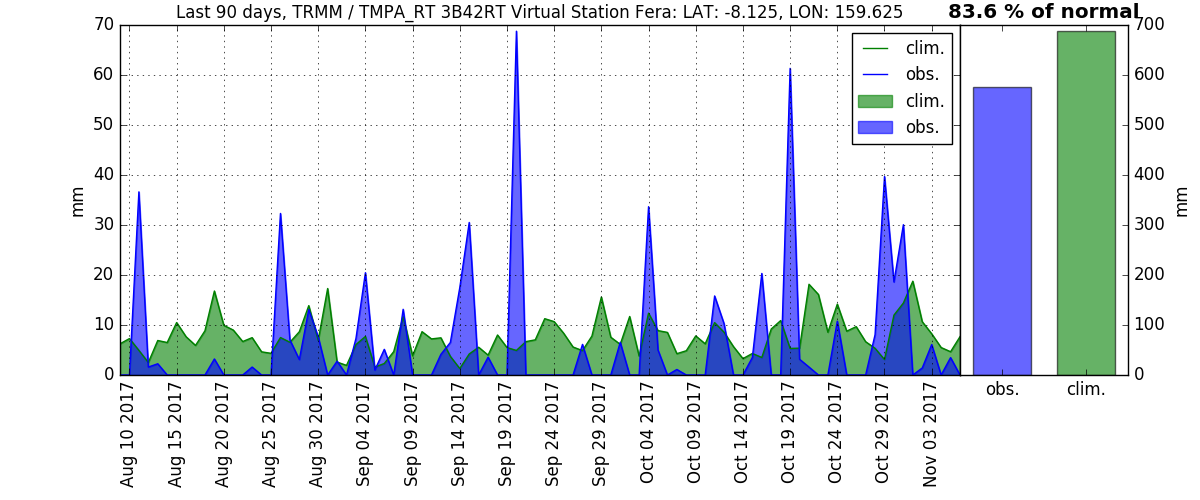 Last 90 days, TRMM / TMPA_RT 3B42RT Virtual Station Fera: LAT: -8.125, LON: 159.625
83.6 % of normal
70
60
50
40
30
20
10
0
mm
clim.
obs.
clim.
obs.
700
600
500
400
300
200
100
0
mm
Aug 10 2017
Aug 15 2017
Aug 20 2017
Aug 25 2017
Aug 30 2017
Sep 04 2017
Sep 09 2017
Sep 14 2017
Sep 19 2017
Sep 24 2017
Sep 29 2017
Oct 04 2017
Oct 09 2017
Oct 14 2017
Oct 19 2017
Oct 24 2017
Oct 29 2017
Nov 03 2017
obs.
clim.